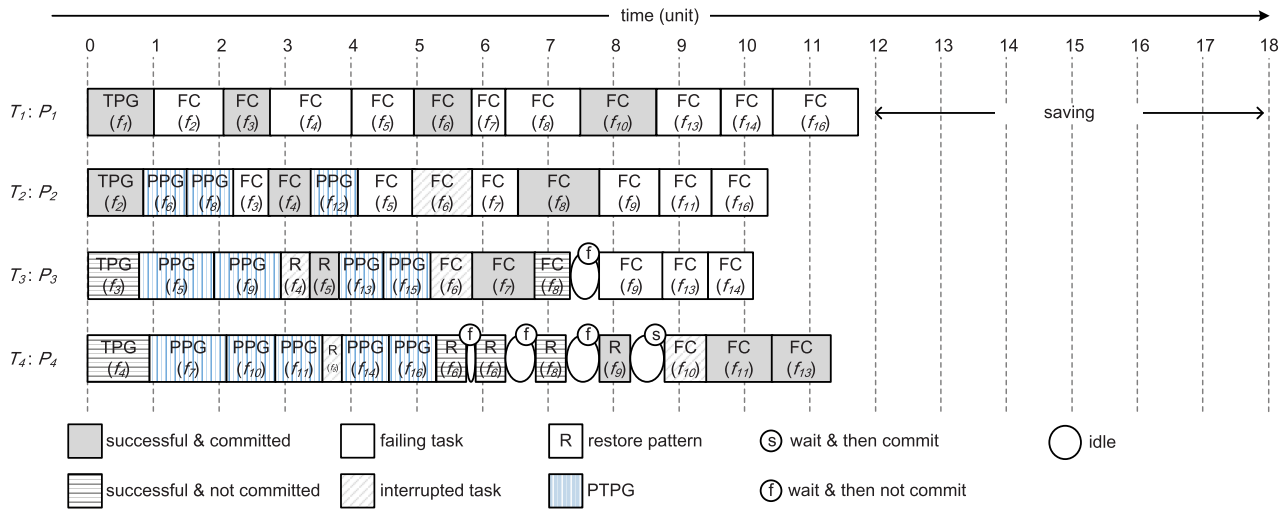 time (unit)
0 1 2 3 4 5 6 7 8 9 10 11 12 13 14 15 16 17 18
T1: P1 TPG (f1) FC (f2) FC (f3) FC (f4) FC (f5) FC (f6) FC (f7) FC (f8) FC (f10) FC (f13) FC (f14) FC (f16) saving
T2: P2 TPG (f2) PPG (f6) PPG (f8) FC (f3) FC (f4) PPG (f12) FC (f5) FC (f6) FC (f7) FC (f8) FC (f9) FC (f11) FC (f16)
f
T3: P3 TPG (f3) PPG (f5) PPG (f9) R (f4) R (f5) PPG (f13) PPG (f15) FC (f6) FC (f7) FC (f8) FC (f9) FC (f13) FC (f14)
f f f s
T4: P4 TPG (f4) PPG (f7) PPG (f10) PPG (f11) R PPG (f14) PPG (f16) R (f6) R (f6) R (f8) R (f9) FC (f10) FC (f11) FC (f13)
successful & committed failing task R restore pattern s wait & then commit idle
successful & not committed interrupted task PTPG f wait & then not commit